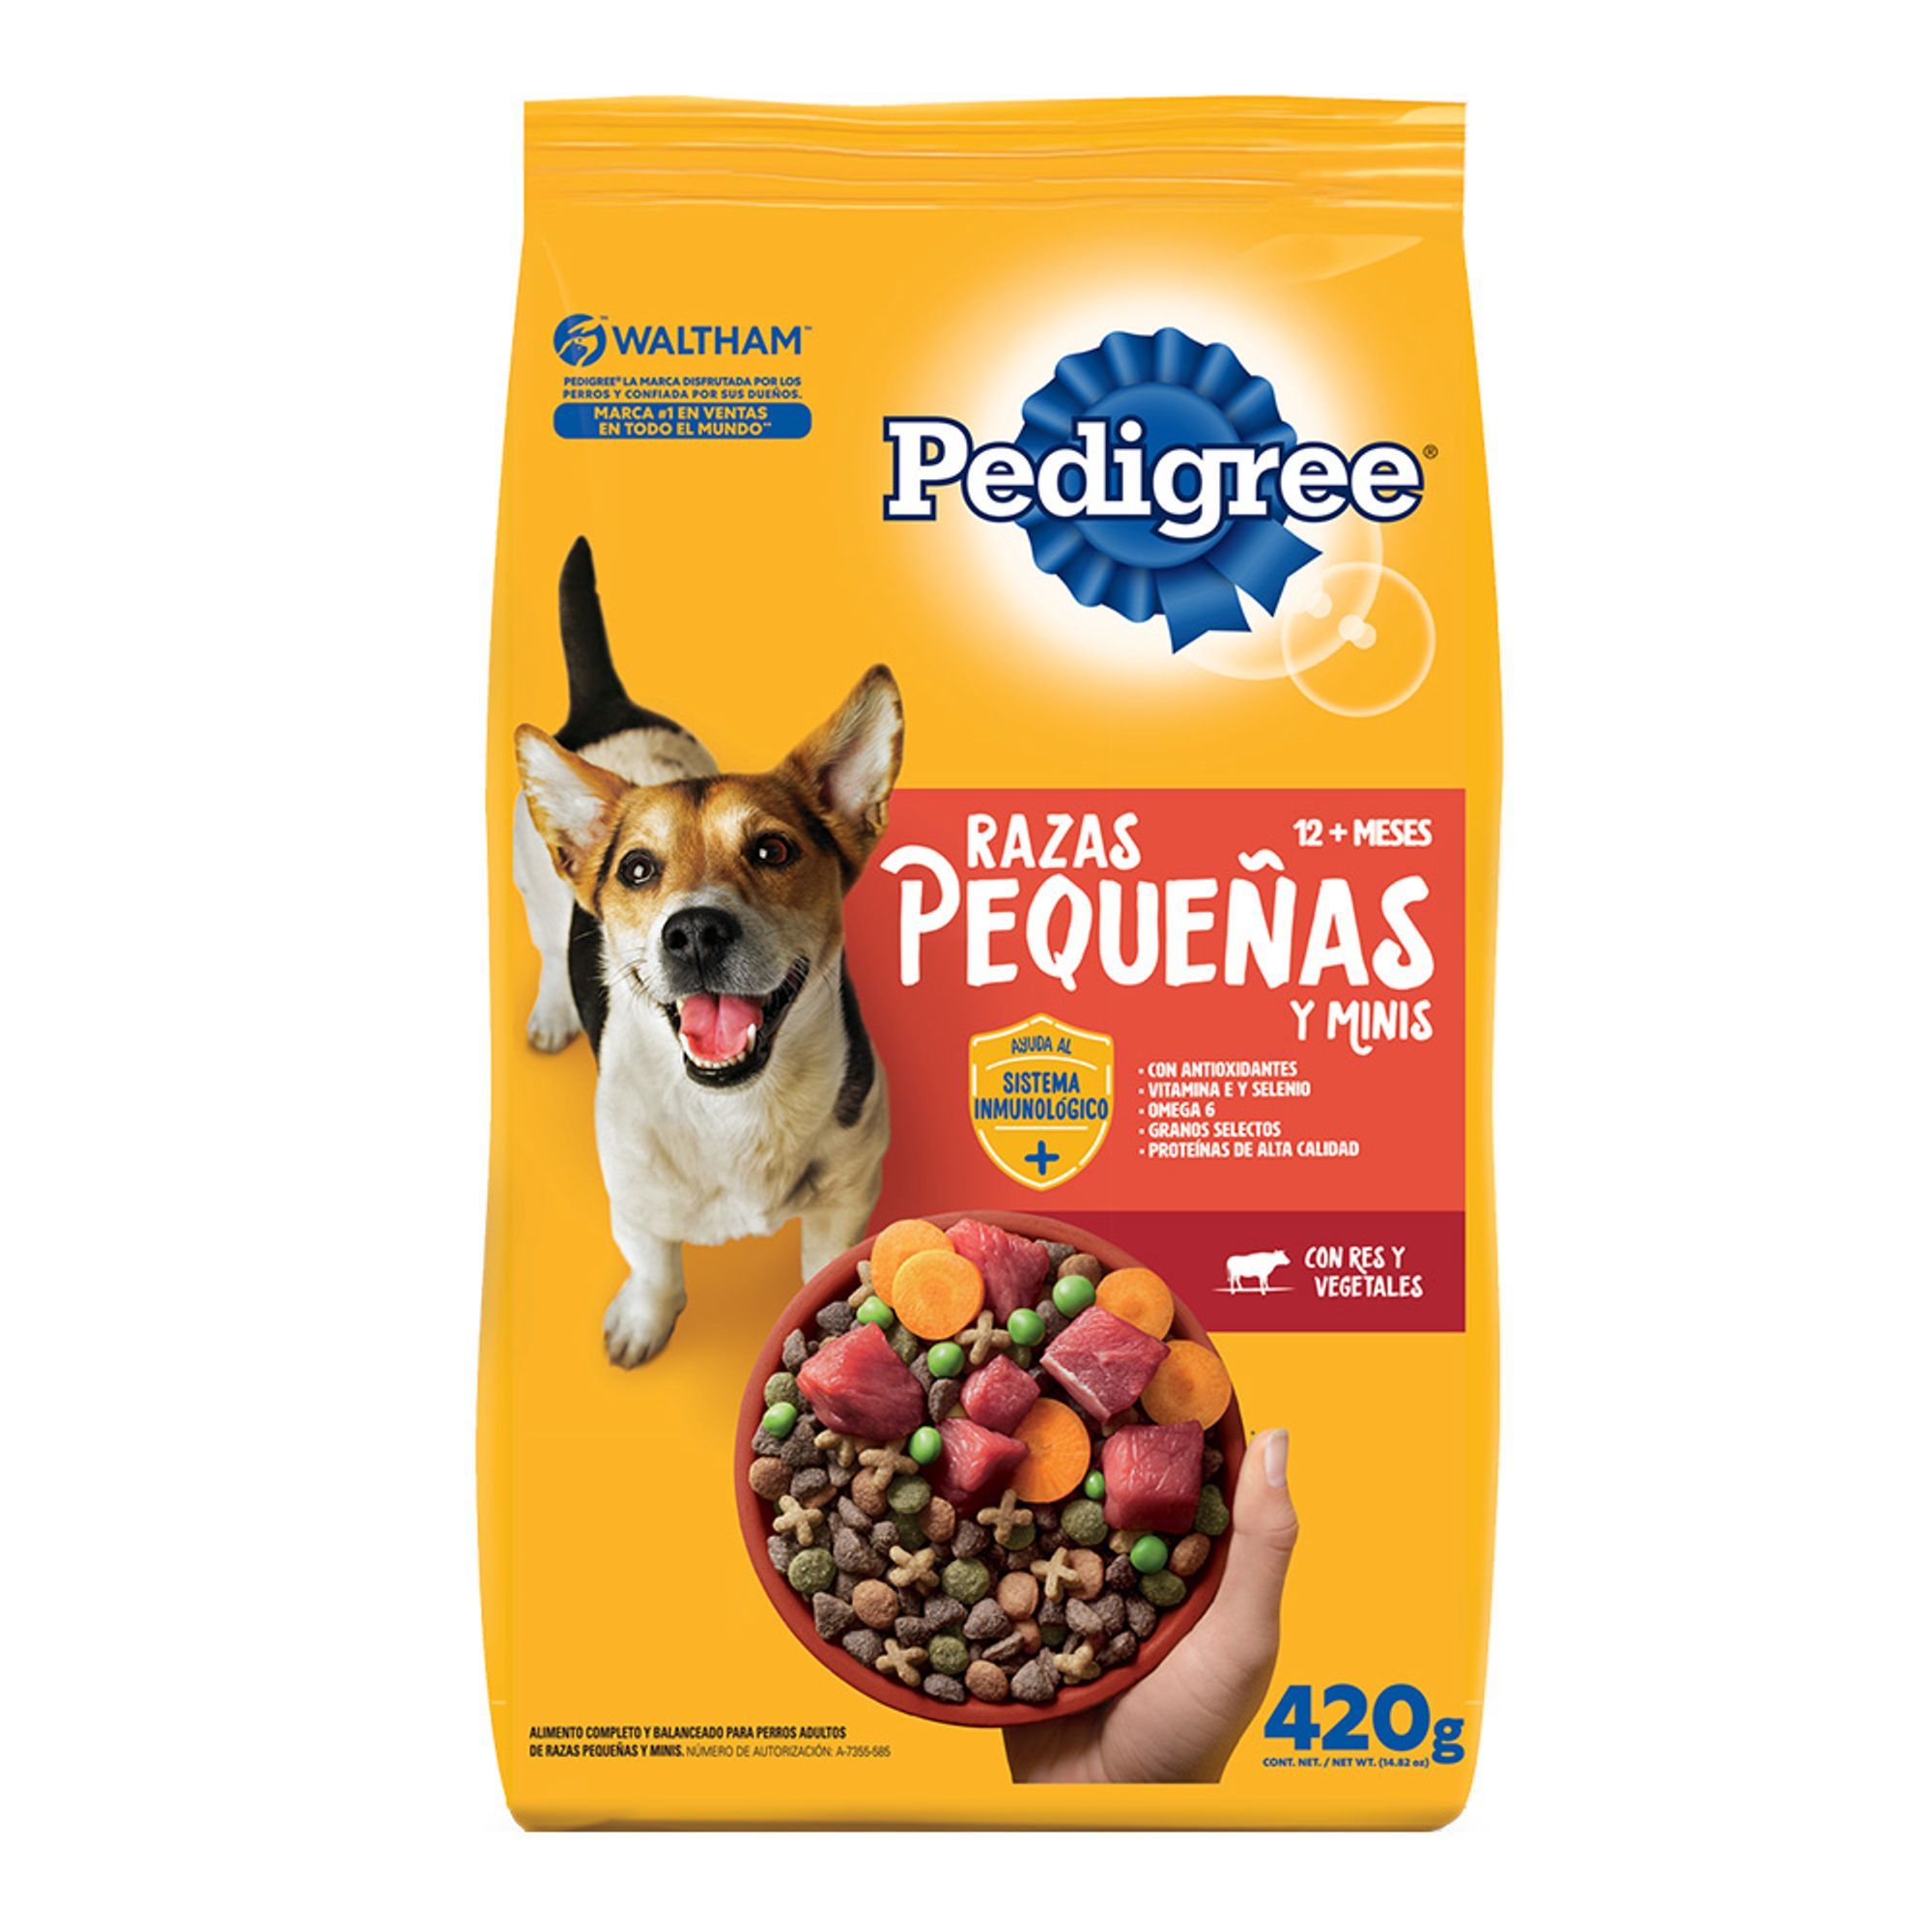 WALTHAM™
PEDIGREE® LA MARCA DISFRUTADA POR LOS
PERROS Y CONFIADA POR SUS DUEÑOS.
MARCA #1 EN VENTAS
EN TODO EL MUNDO**
Pedigree®
RAZAS
12 + MESES
PEQUEÑAS
Y MINIS
AYUDA AL
SISTEMA
INMUNOLÓGICO
+
• CON ANTIOXIDANTES
• VITAMINA E Y SELENIO
• OMEGA 6
• GRANOS SELECTOS
• PROTEÍNAS DE ALTA CALIDAD
CON RES Y
VEGETALES
420g
CONT. NET. / NET WT. (14.82 oz)
ALIMENTO COMPLETO Y BALANCEADO PARA PERROS ADULTOS
DE RAZAS PEQUEÑAS Y MINIS. NÚMERO DE AUTORIZACIÓN: A-7355-585